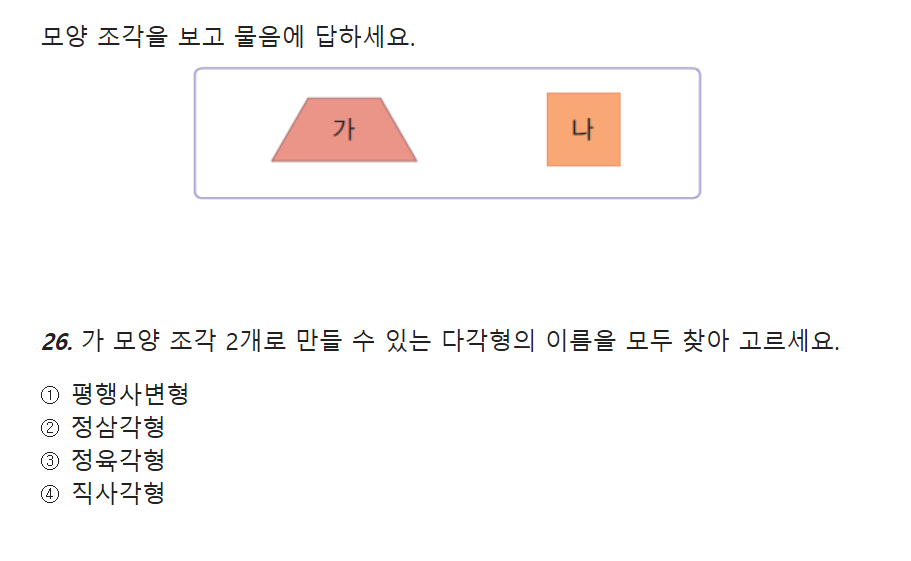 모양 조각을 보고 물음에 답하세요.
가 나
26. 가 모양 조각 2개로 만들 수 있는 다각형의 이름을 모두 찾아 고르세요.
① 평행사변형
② 정삼각형
③ 정육각형
④ 직사각형